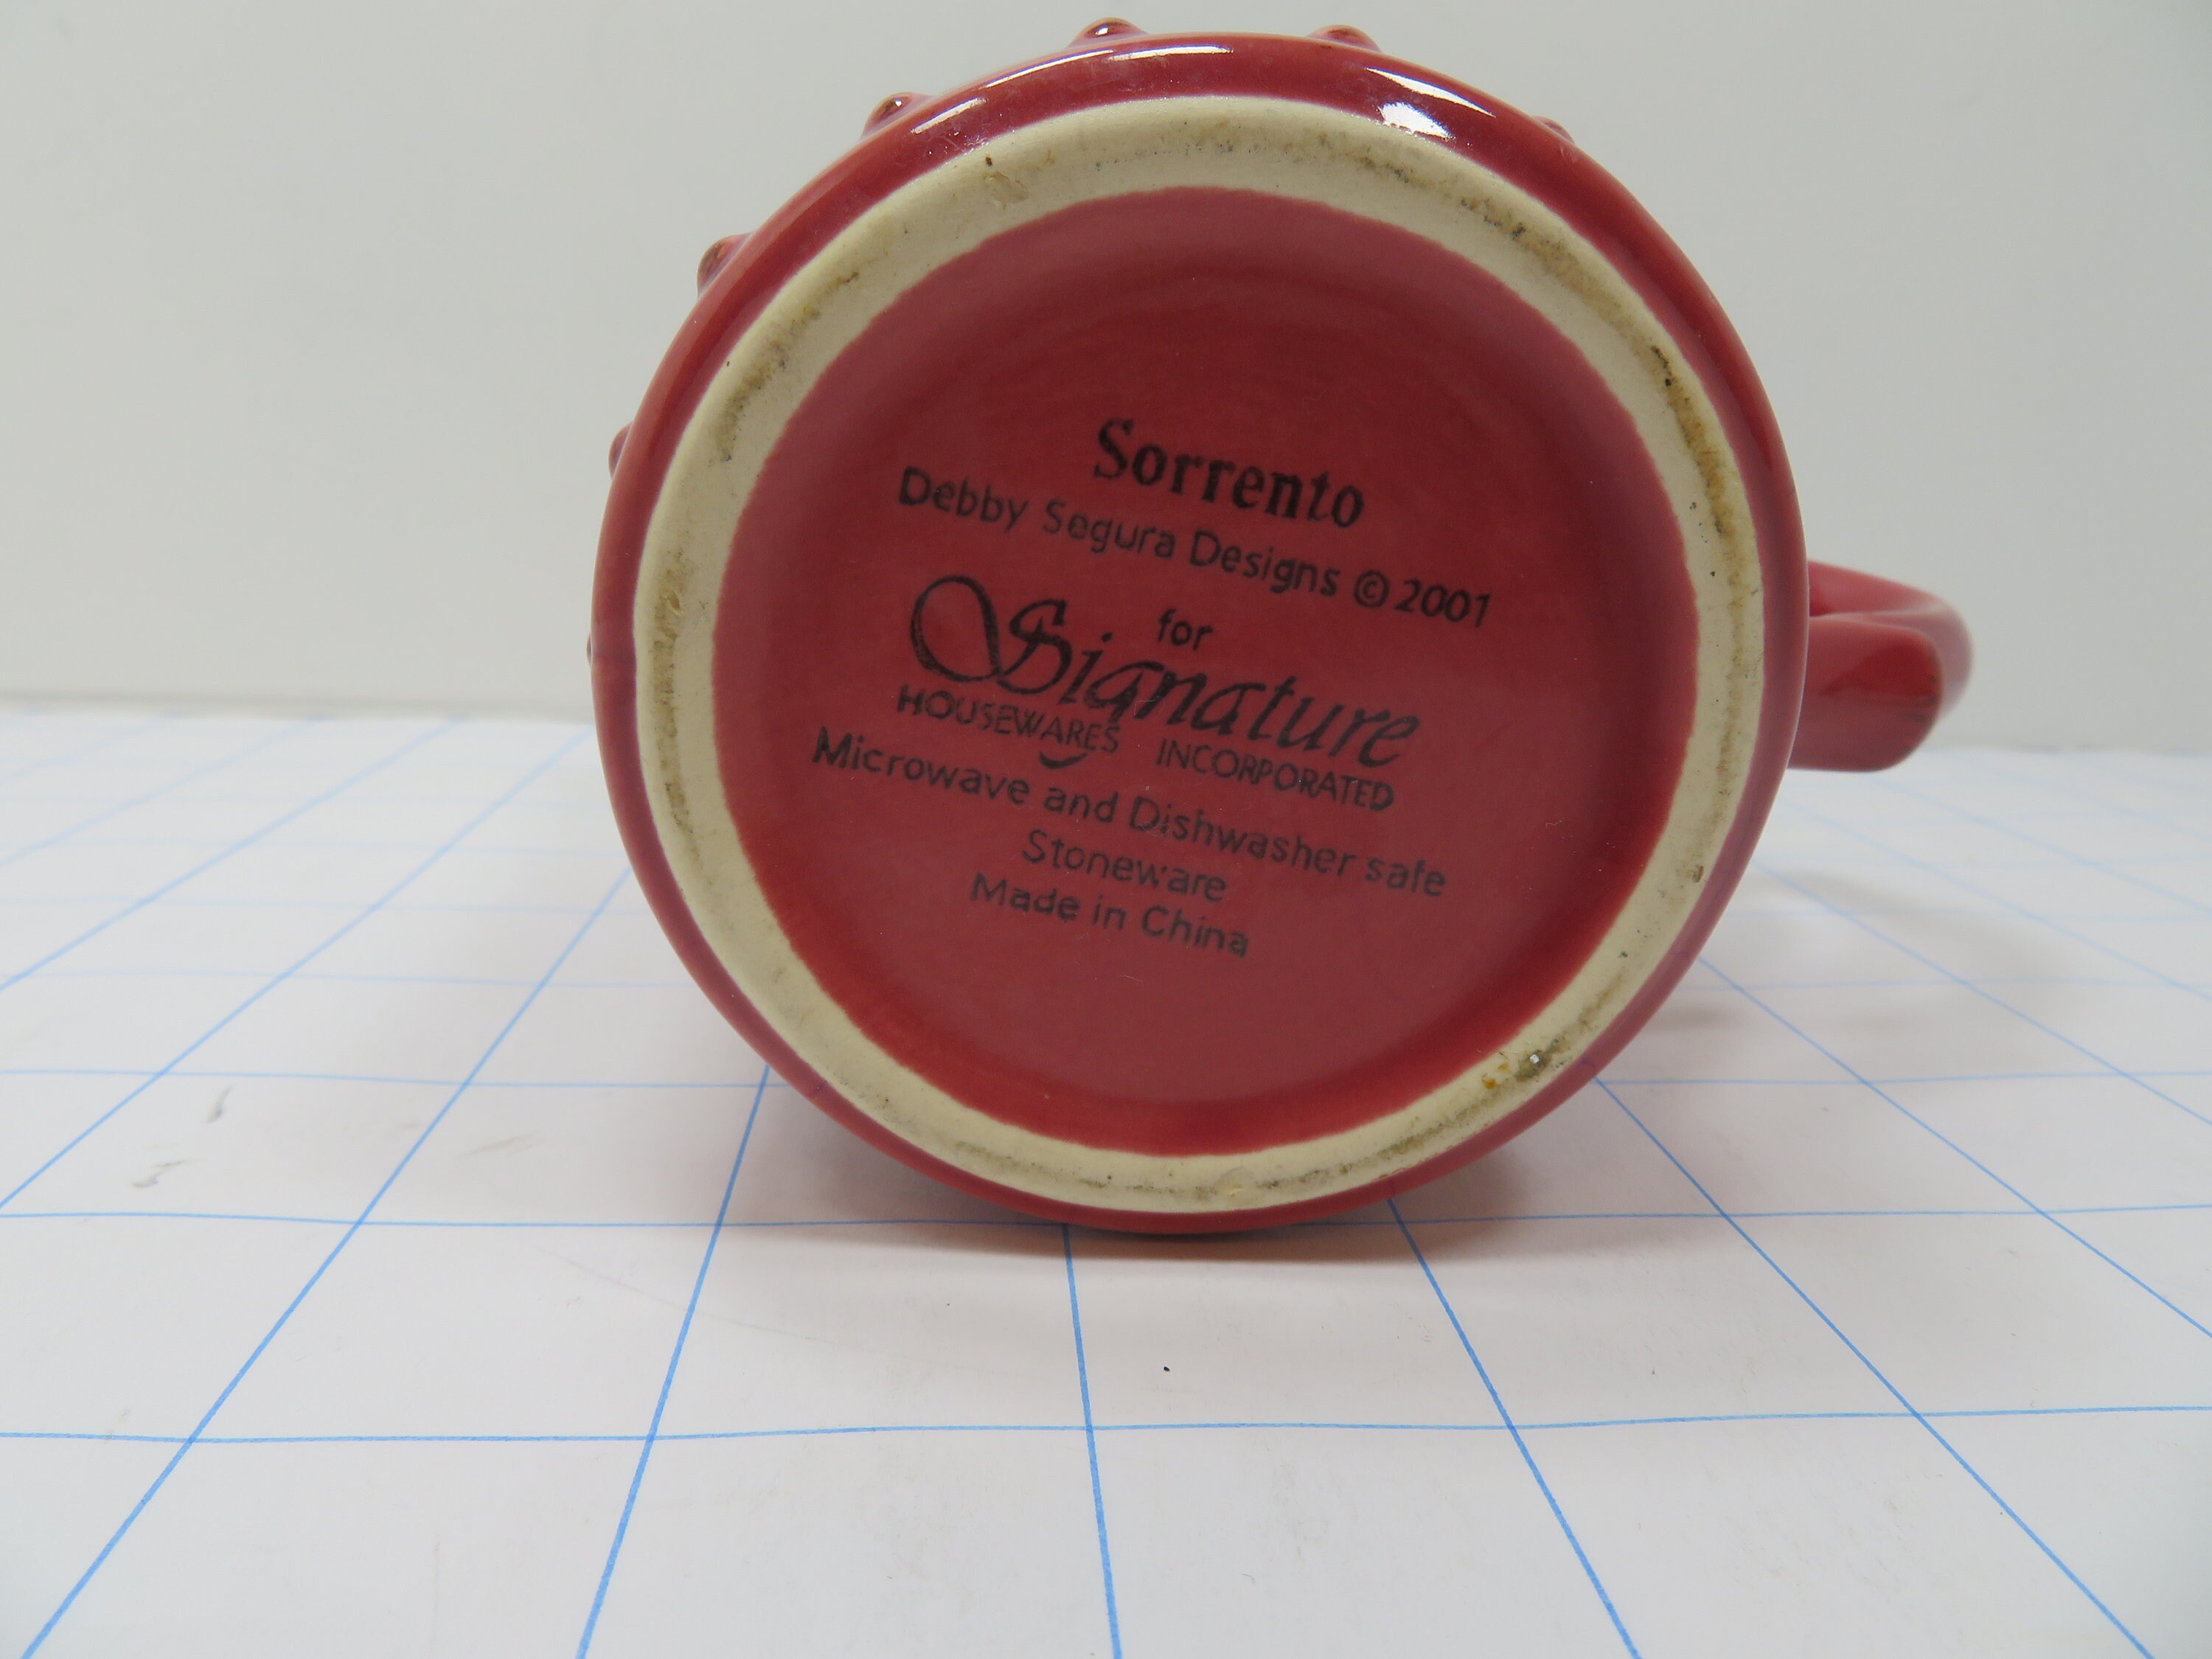 Sorrento
Debby Segura Designs © 2001
for
Signature
HOUSEWARES INCORPORATED
Microwave and Dishwasher safe
Stoneware
Made in China